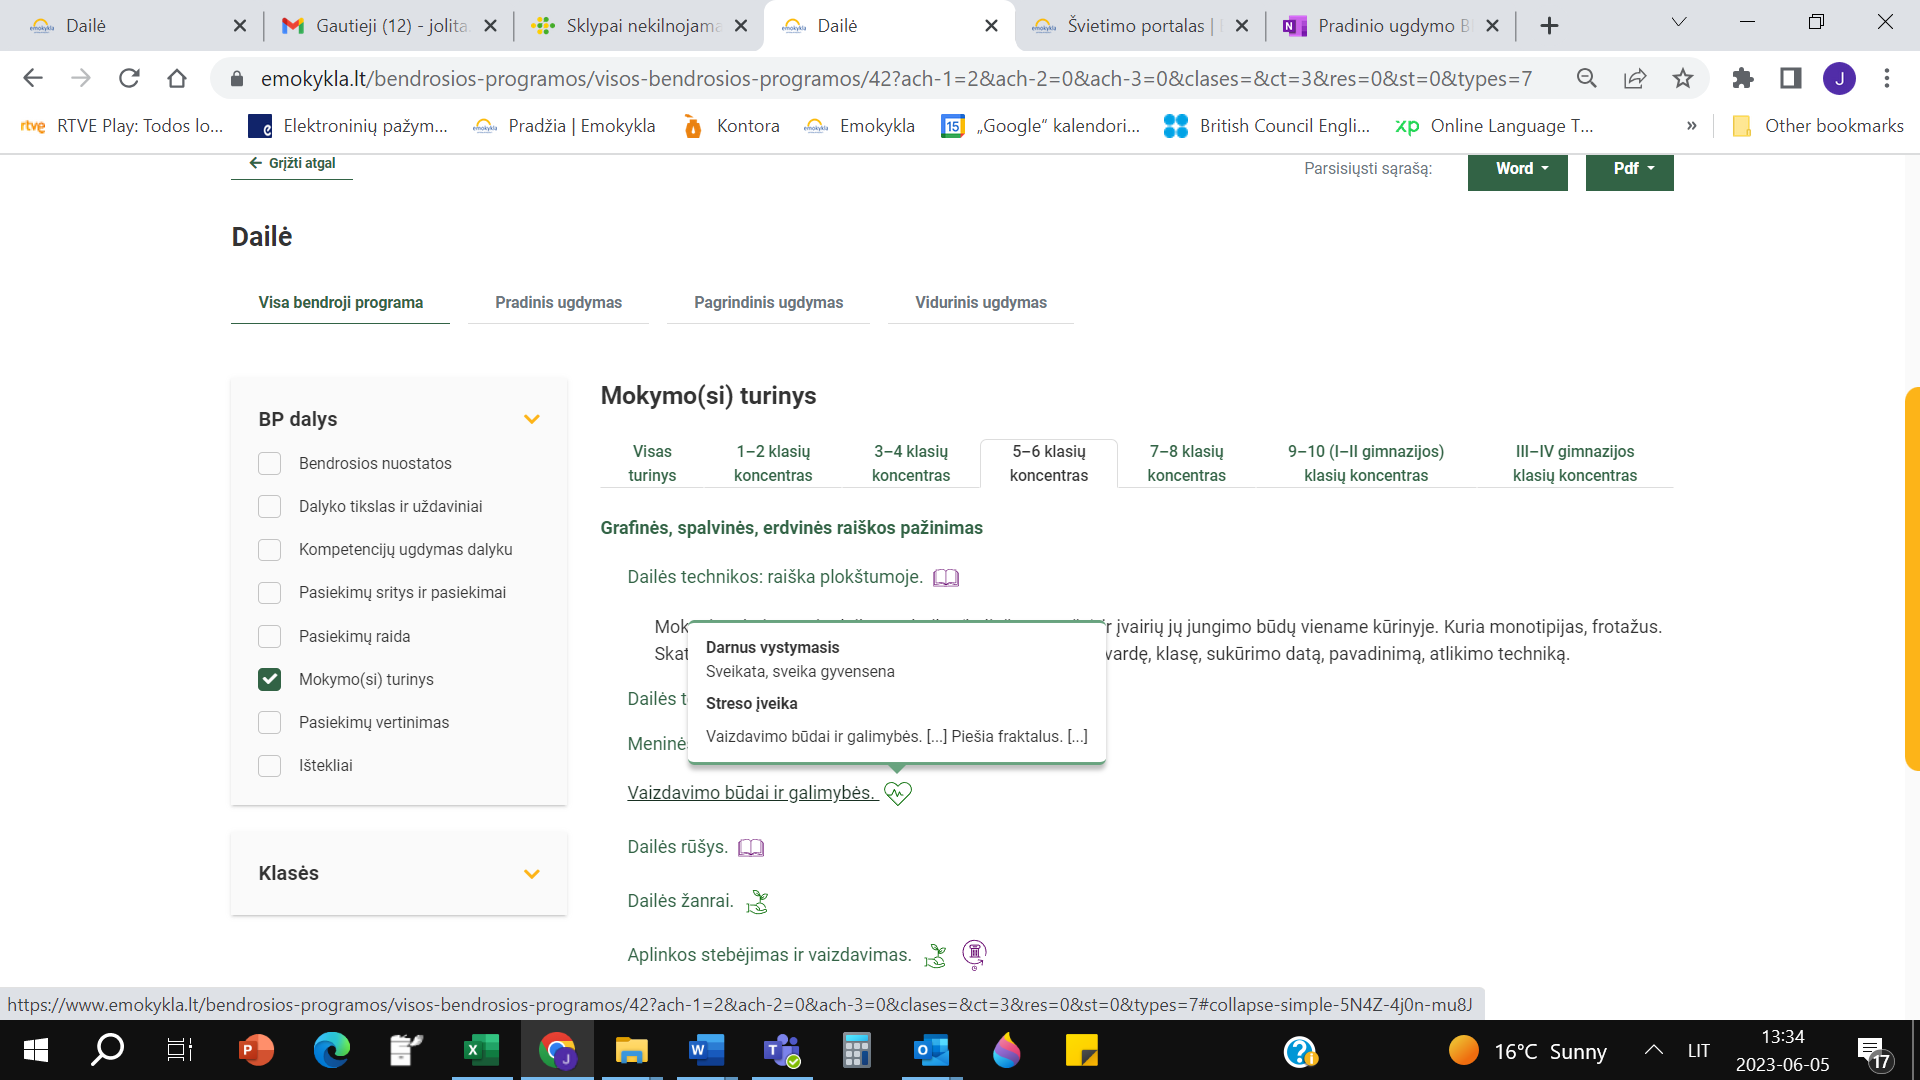 Dailė
Gautieji (12) - jolita.
Sklypai nekilnojama
Dailė
Švietimo portalas |
Pradinio ugdymo B
emokykla.lt/bendrosios-programos/visos-bendrosios-programos/42?ach-1=2&ach-2=0&ach-3=0&clases=&ct=3&res=0&st=0&types=7
J
rtve RTVE Play: Todos lo...
Elektroninių pažym...
Pradžia | Emokykla
Kontora
Emokykla
15 „Google“ kalendori...
British Council Engli...
xp Online Language T...
»
Other bookmarks
Grįžti atgal
Parsisiųsti sąrašą:
Word
Pdf
Dailė
Visa bendroji programa
Pradinis ugdymas
Pagrindinis ugdymas
Vidurinis ugdymas
BP dalys
Bendrosios nuostatos
Dalyko tikslas ir uždaviniai
Kompetencijų ugdymas dalyku
Pasiekimų sritys ir pasiekimai
Pasiekimų raida
Mokymo(si) turinys
Pasiekimų vertinimas
Ištekliai
Klasės
Mokymo(si) turinys
Visas
turinys
1–2 klasių
koncentras
3–4 klasių
koncentras
5–6 klasių
koncentras
7–8 klasių
koncentras
9–10 (I–II gimnazijos)
klasių koncentras
III–IV gimnazijos
klasių koncentras
Grafinės, spalvinės, erdvinės raiškos pažinimas
Dailės technikos: raiška plokštumoje.
Mok
r įvairių jų jungimo būdų viename kūrinyje. Kuria monotipijas, frotažus.
Skat
vardę, klasę, sukūrimo datą, pavadinimą, atlikimo techniką.
Darnus vystymasis
Sveikata, sveika gyvensena
Streso įveika
Vaizdavimo būdai ir galimybės. [...] Piešia fraktalus. [...]
Dailės t
Meninės
Vaizdavimo būdai ir galimybės.
Dailės rūšys.
Dailės žanrai.
Aplinkos stebėjimas ir vaizdavimas.
https://www.emokykla.lt/bendrosios-programos/visos-bendrosios-programos/42?ach-1=2&ach-2=0&ach-3=0&clases=&ct=3&res=0&st=0&types=7#collapse-simple-5N4Z-4j0n-mu8J
16°C Sunny
LIT
13:34
2023-06-05
17